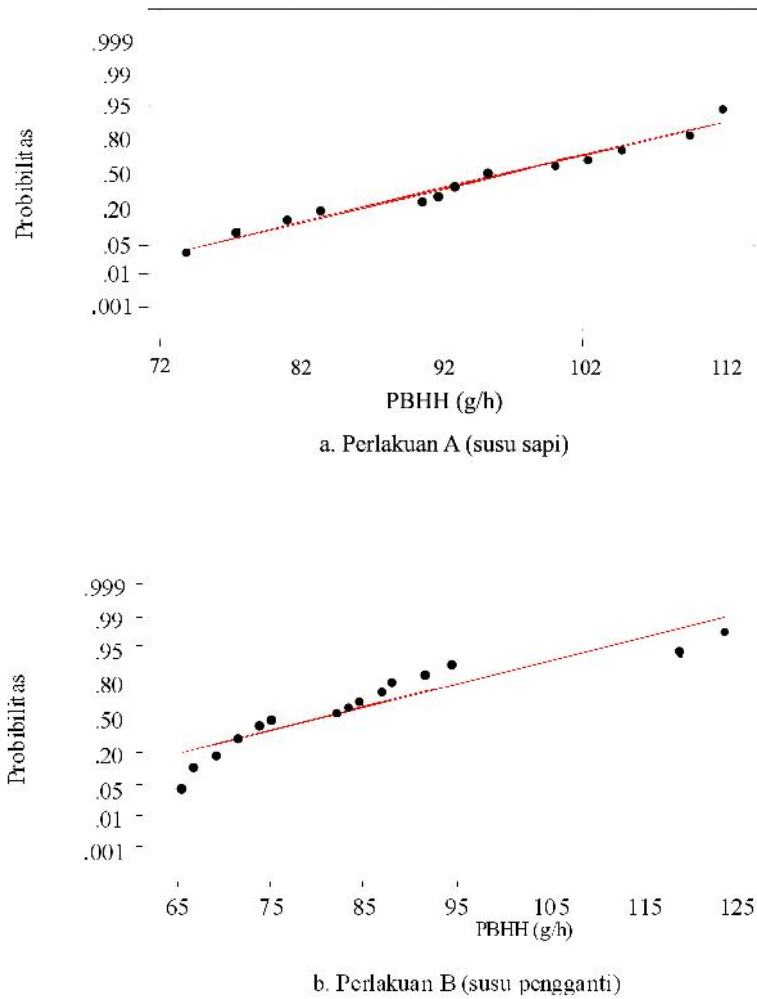 .999
.99
.95
.80
.50
.20
.05
.01
.001
Probibilitas
72 82 92 102 112
PBHH (g/h)
a. Perlakuan A (susu sapi)
.999
.99
.95
.80
.50
.20
.05
.01
.001
Probibilitas
65 75 85 95 105 115 125
PBHH (g/h)
b. Perlakuan B (susu pengganti)